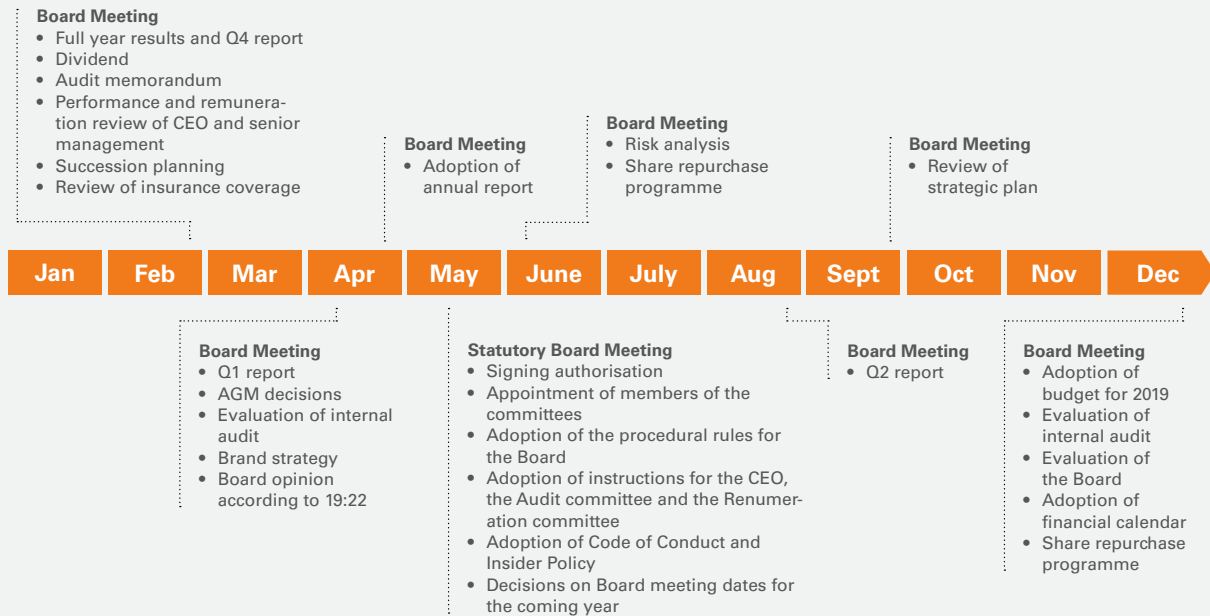 Board Meeting
• Full year results and Q4 report
• Dividend
• Audit memorandum
• Performance and remunera-
tion review of CEO and senior
management
• Succession planning
• Review of insurance coverage
Board Meeting
• Adoption of
annual report
Board Meeting
• Risk analysis
• Share repurchase
programme
Board Meeting
• Review of
strategic plan
Jan Feb Mar Apr May June July Aug Sept Oct Nov Dec
Board Meeting
• Q1 report
• AGM decisions
• Evaluation of internal
audit
• Brand strategy
• Board opinion
according to 19:22
Statutory Board Meeting
• Signing authorisation
• Appointment of members of the
committees
• Adoption of the procedural rules for
the Board
• Adoption of instructions for the CEO,
the Audit committee and the Renumer-
ation committee
• Adoption of Code of Conduct and
Insider Policy
• Decisions on Board meeting dates for
the coming year
Board Meeting
• Q2 report
Board Meeting
• Adoption of
budget for 2019
• Evaluation of
internal audit
• Evaluation of
the Board
• Adoption of
financial calendar
• Share repurchase
programme